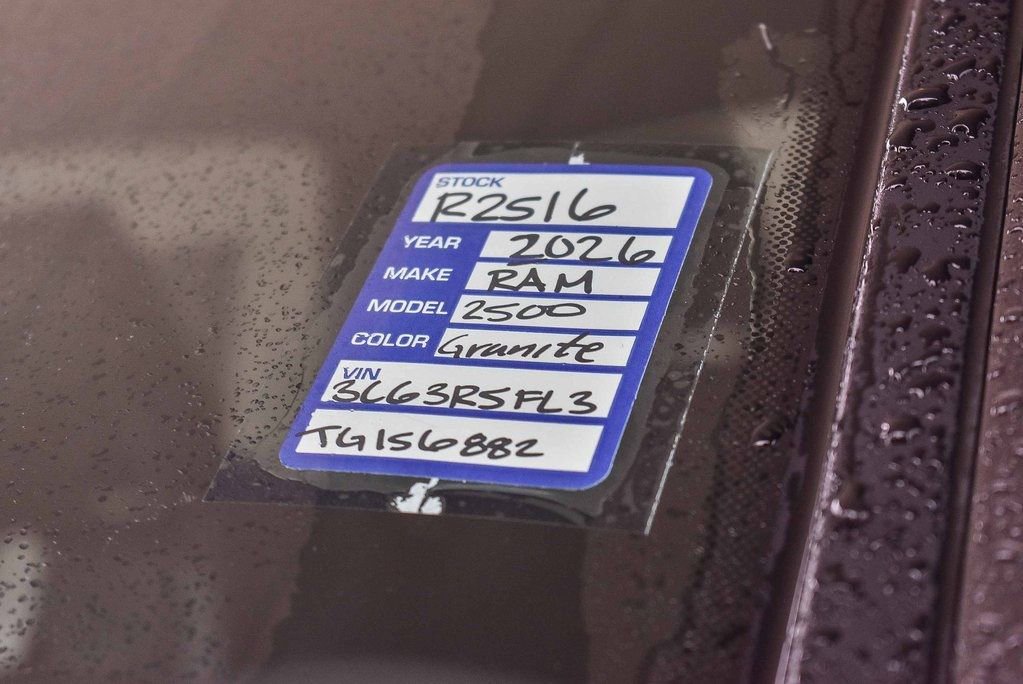 STOCK
R2516
YEAR 2026
MAKE RAM
MODEL 2500
COLOR Granite
VIN
3C63R5FL3
TG156882